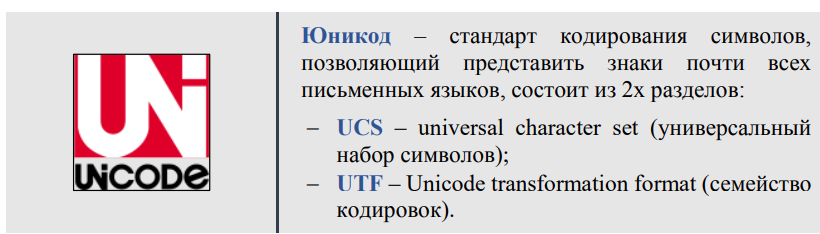 UNi
UNiCODE
Юникод – стандарт кодирования символов,
позволяющий представить знаки почти всех
письменных языков, состоит из 2х разделов:
– UCS – universal character set (универсальный
набор символов);
– UTF – Unicode transformation format (семейство
кодировок).